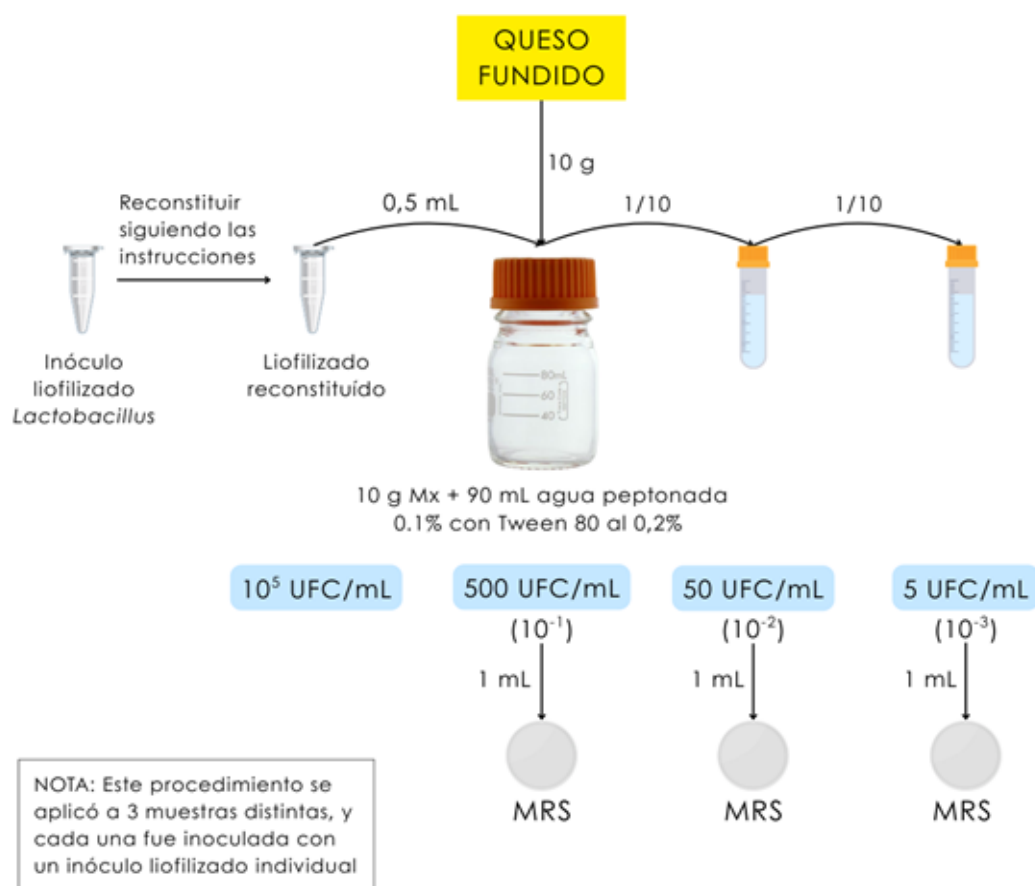 QUESO
FUNDIDO
10 g
Reconstituir
siguiendo las
instrucciones
0,5 mL
1/10
1/10
Inóculo
liofilizado
Lactobacillus
Liofilizado
reconstituído
80mL
60
40
10 g Mx + 90 mL agua peptonada
0.1% con Tween 80 al 0,2%
10⁵ UFC/mL
500 UFC/mL
50 UFC/mL
5 UFC/mL
(10⁻¹)
(10⁻²)
(10⁻³)
1 mL
1 mL
1 mL
MRS
MRS
MRS
NOTA: Este procedimiento se
aplicó a 3 muestras distintas, y
cada una fue inoculada con
un inóculo liofilizado individual